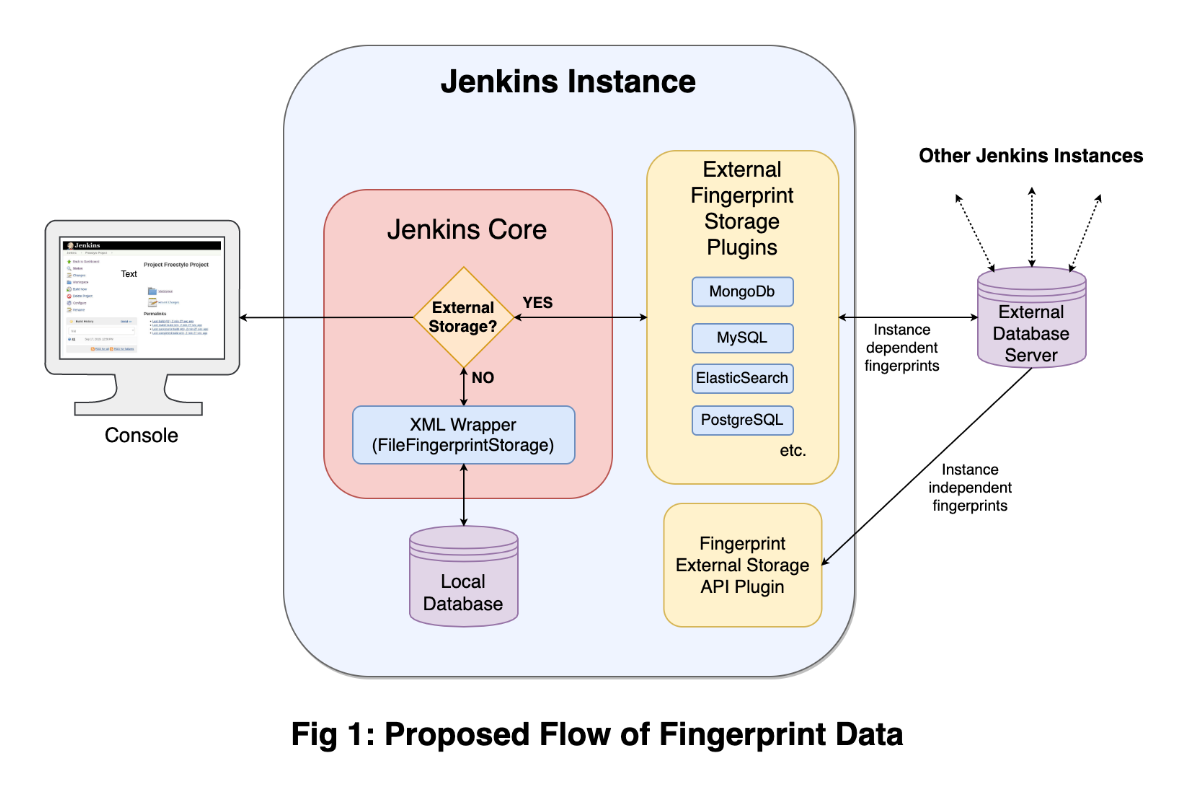 Jenkins Instance
Other Jenkins Instances
External
Fingerprint
Storage
Plugins
Jenkins Core
Jenkins
Project Freestyle Project
Text
Permalinks
External
Storage?
YES
NO
MongoDb
MySQL
ElasticSearch
PostgreSQL
etc.
Instance
dependent
fingerprints
External
Database
Server
XML Wrapper
(FileFingerprintStorage)
Console
Instance
independent
fingerprints
Fingerprint
External Storage
API Plugin
Local
Database
Fig 1: Proposed Flow of Fingerprint Data